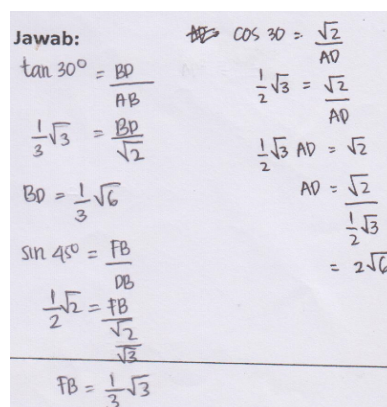 Jawab:
tan 30° = BD/AB
1/3 √3 = BD/√2
BD = 1/3 √6
sin 45° = FB/DB
1/2 √2 = FB/(√2/√3)
FB = 1/3 √3
cos 30 = √2/AD
1/2 √3 = √2/AD
1/2 √3 AD = √2
AD = √2/(1/2 √3)
= 2√6